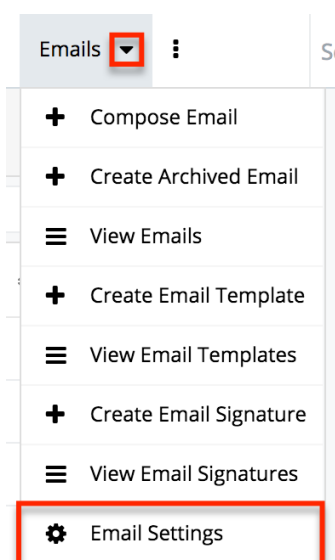 Emails
Compose Email
Create Archived Email
View Emails
Create Email Template
View Email Templates
Create Email Signature
View Email Signatures
Email Settings